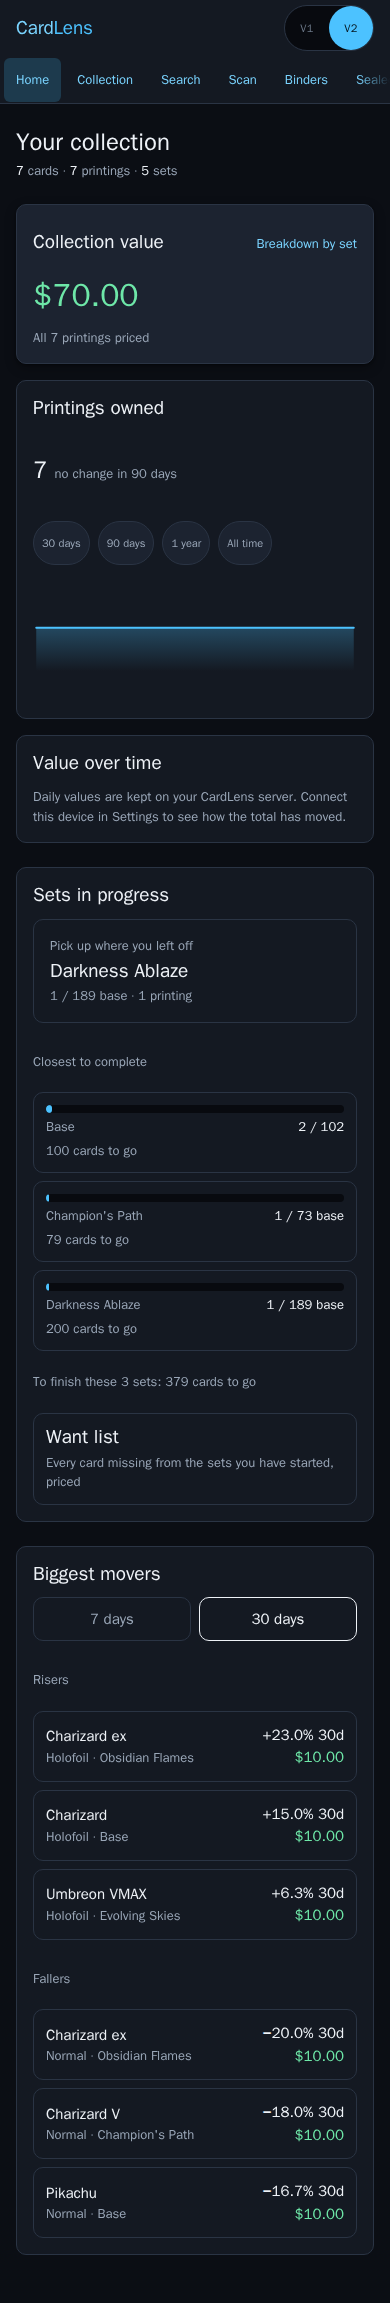 CardLens
V1
V2
Home
Collection
Search
Scan
Binders
Your collection
7 cards · 7 printings · 5 sets
Collection value
Breakdown by set
$70.00
All 7 printings priced
Printings owned
7 no change in 90 days
30 days
90 days
1 year
All time
Value over time
Daily values are kept on your CardLens server. Connect
this device in Settings to see how the total has moved.
Sets in progress
Pick up where you left off
Darkness Ablaze
1 / 189 base · 1 printing
Closest to complete
Base
2 / 102
100 cards to go
Champion's Path
1 / 73 base
79 cards to go
Darkness Ablaze
1 / 189 base
200 cards to go
To finish these 3 sets: 379 cards to go
Want list
Every card missing from the sets you have started,
priced
Biggest movers
7 days
30 days
Risers
Charizard ex
+23.0% 30d
Holofoil · Obsidian Flames
$10.00
Charizard
+15.0% 30d
Holofoil · Base
$10.00
Umbreon VMAX
+6.3% 30d
Holofoil · Evolving Skies
$10.00
Fallers
Charizard ex
−20.0% 30d
Normal · Obsidian Flames
$10.00
Charizard V
−18.0% 30d
Normal · Champion's Path
$10.00
Pikachu
−16.7% 30d
Normal · Base
$10.00